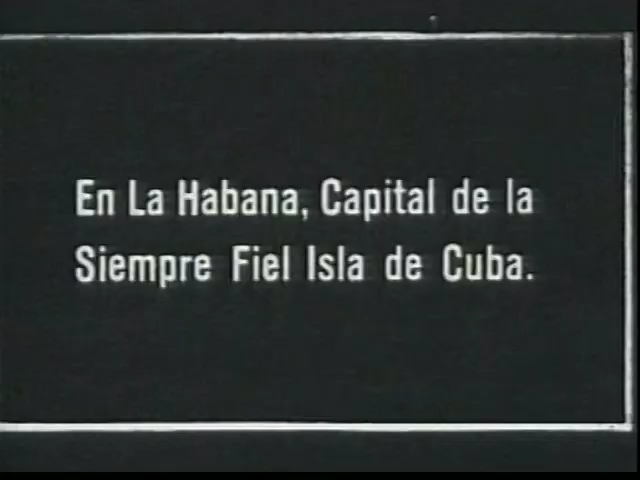 En La Habana, Capital de la
Siempre Fiel Isla de Cuba.